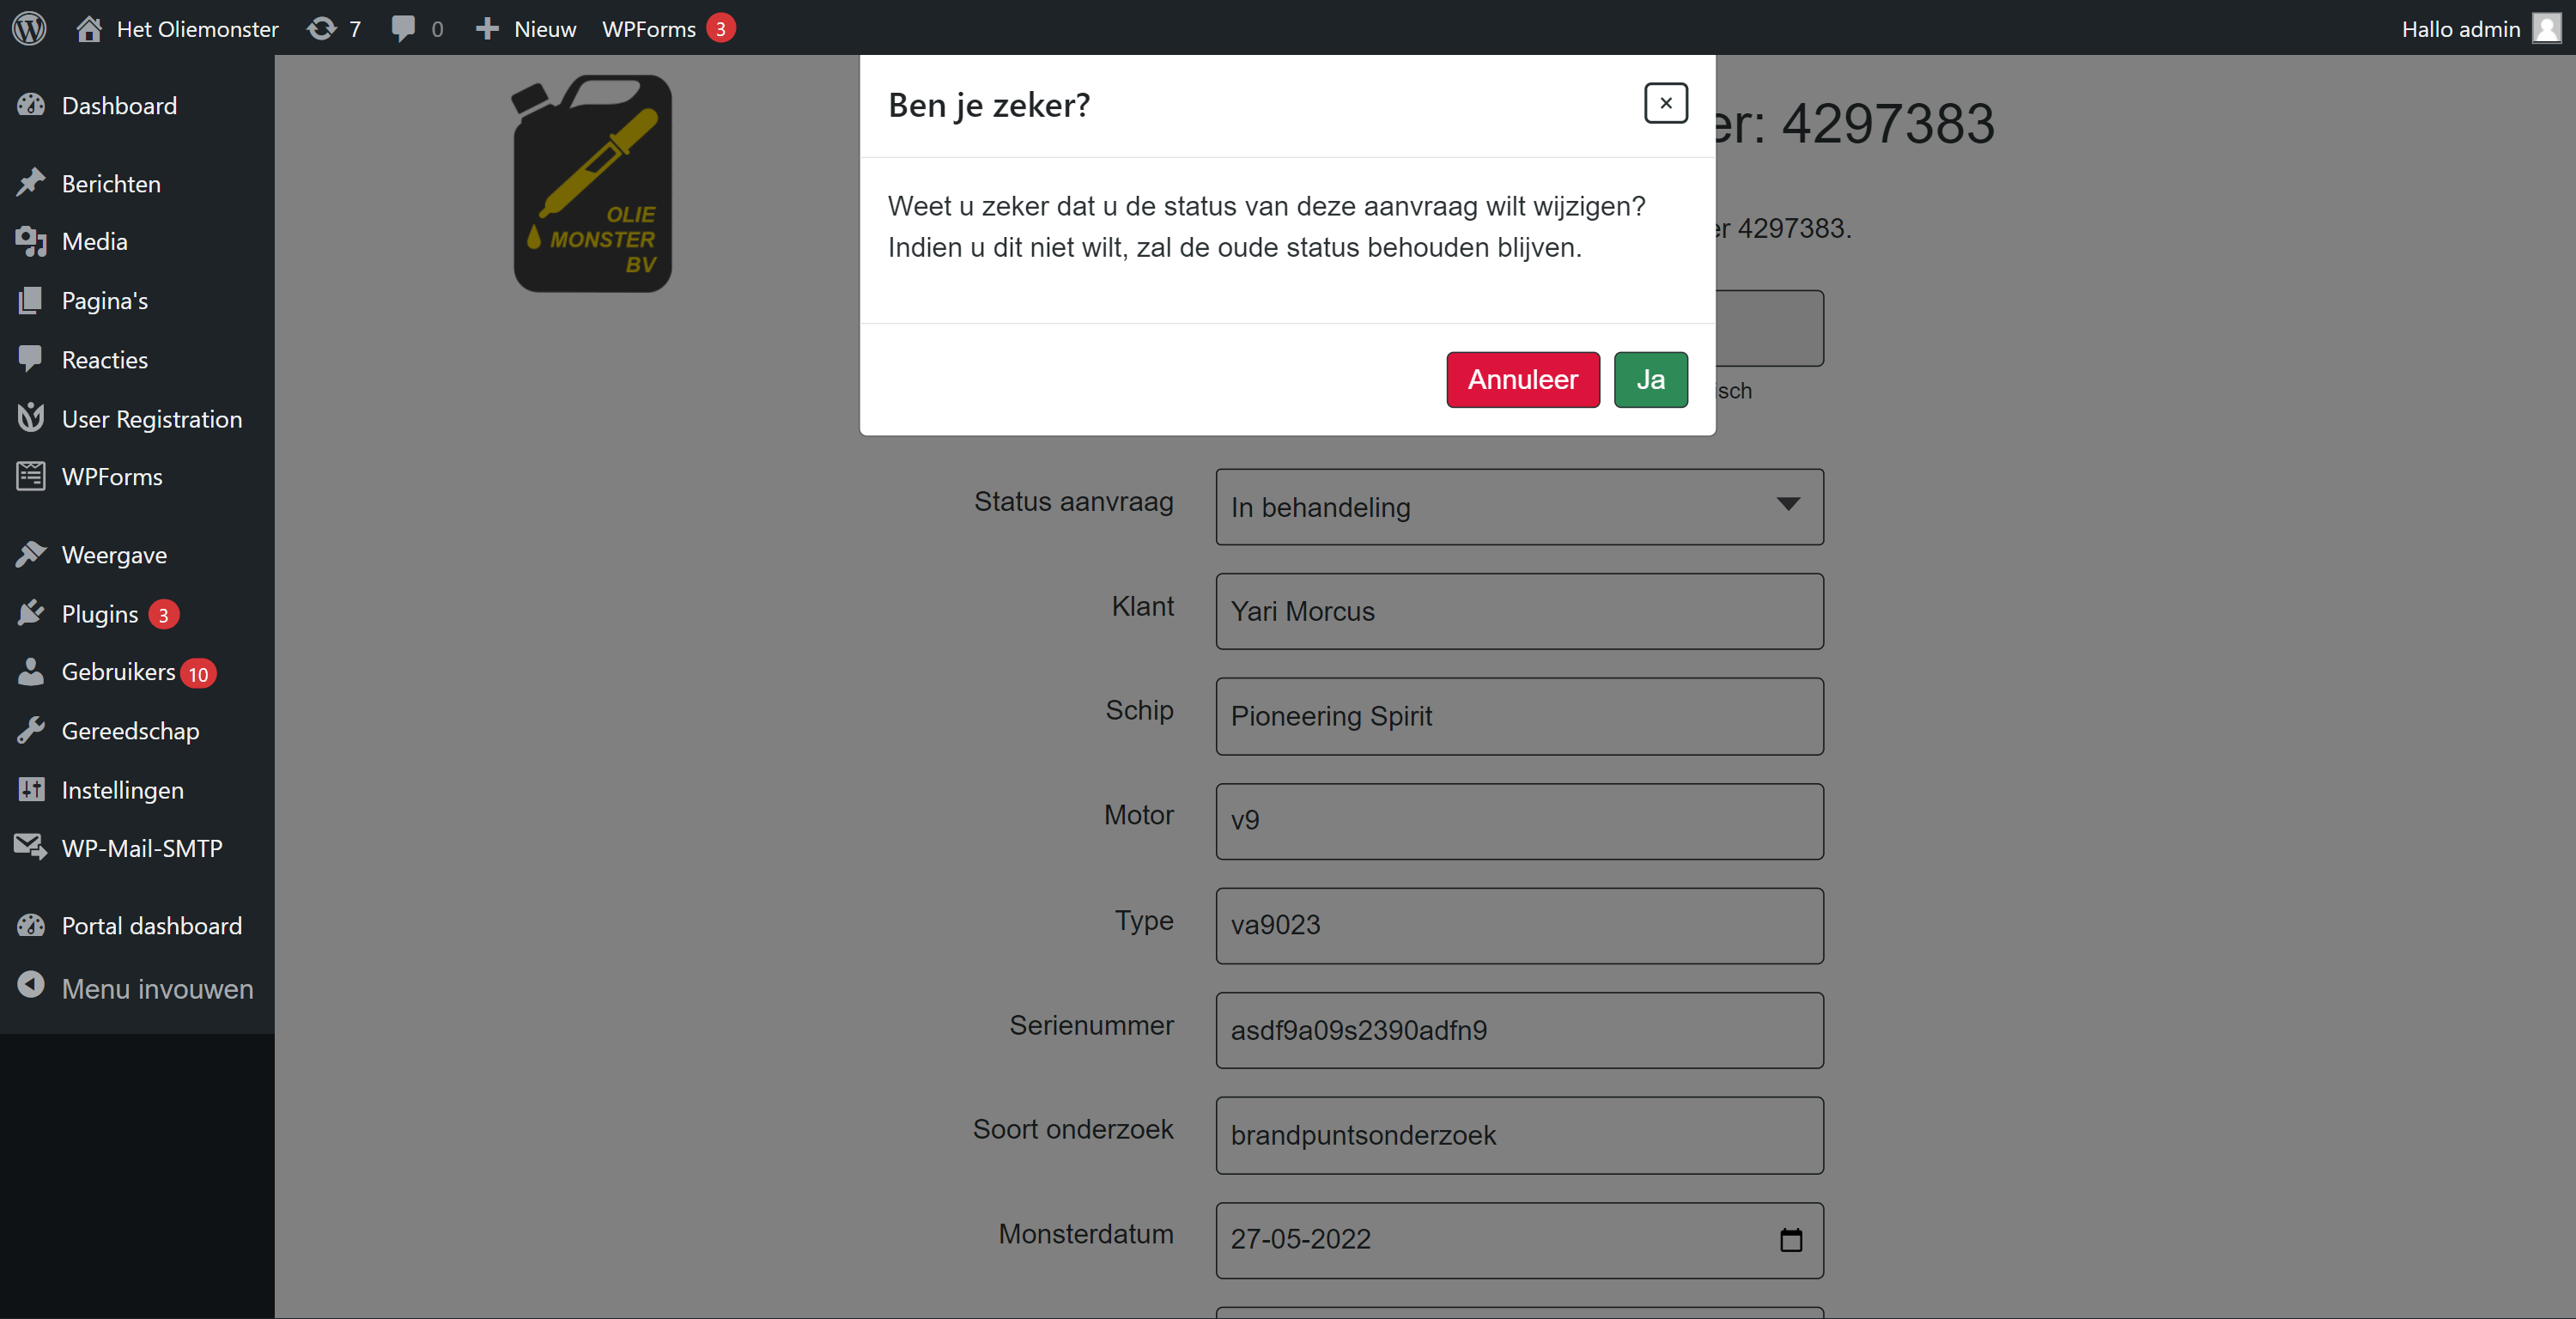 Het Oliemonster
7
0
Nieuw
WPForms 3
Hallo admin
Dashboard
Berichten
Media
Pagina's
Reacties
User Registration
WPForms
Weergave
Plugins 3
Gebruikers 10
Gereedschap
Instellingen
WP-Mail-SMTP
Portal dashboard
Menu invouwen
OLIE
MONSTER
BV
er: 4297383
er 4297383.
isch
Ben je zeker?
×
Weet u zeker dat u de status van deze aanvraag wilt wijzigen?
Indien u dit niet wilt, zal de oude status behouden blijven.
Annuleer
Ja
Status aanvraag In behandeling
Klant Yari Morcus
Schip Pioneering Spirit
Motor v9
Type va9023
Serienummer asdf9a09s2390adfn9
Soort onderzoek brandpuntsonderzoek
Monsterdatum 27-05-2022